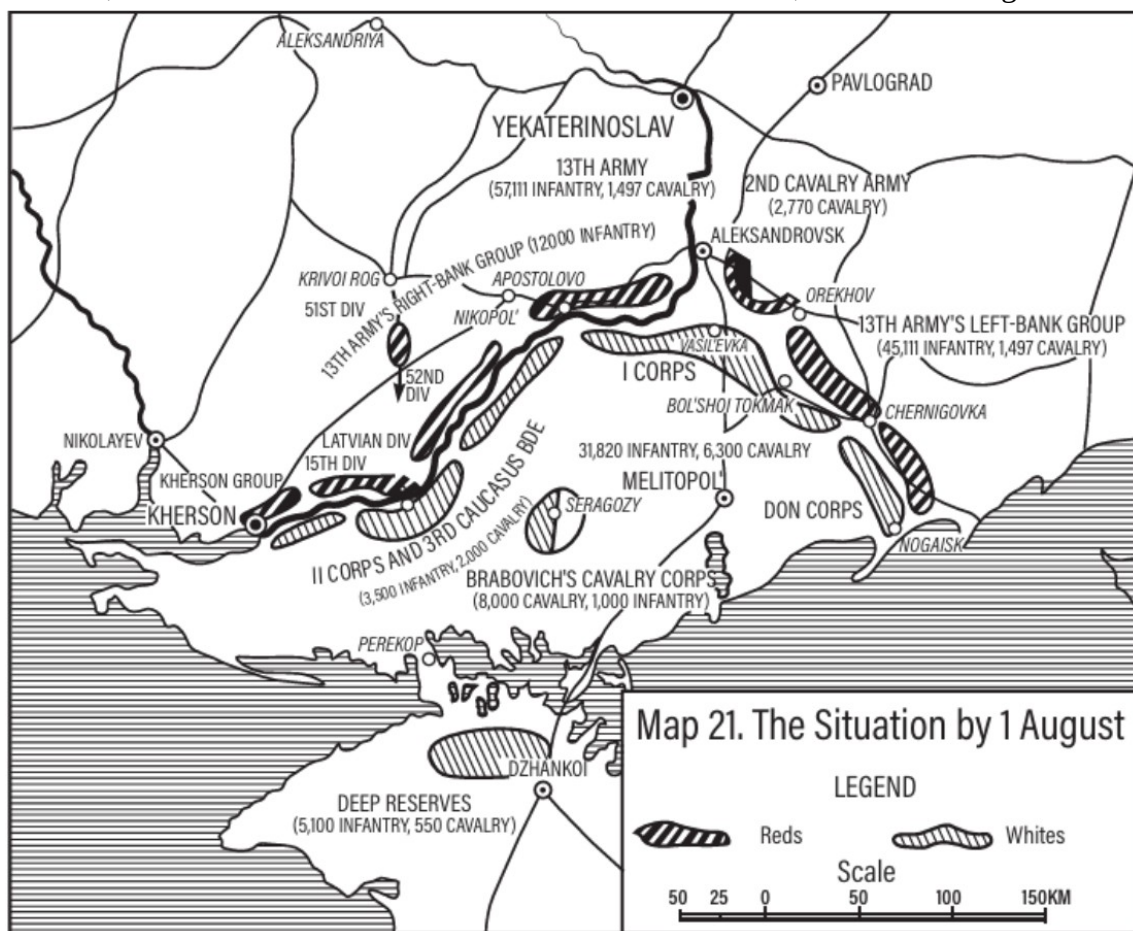 ALEKSANDRIYA
PAVLOGRAD
YEKATERINOSLAV
13TH ARMY
(57,111 INFANTRY, 1,497 CAVALRY)
2ND CAVALRY ARMY
(2,770 CAVALRY)
ALEKSANDROVSK
13TH ARMY'S RIGHT-BANK GROUP (12000 INFANTRY)
KRIVOI ROG
APOSTOLOVO
OREKHOV
51ST DIV
NIKOPOL'
13TH ARMY'S LEFT-BANK GROUP
(45,111 INFANTRY, 1,497 CAVALRY)
VASIL'EVKA
I CORPS
52ND
DIV
BOL'SHOI TOKMAK
CHERNIGOVKA
NIKOLAYEV
LATVIAN DIV
15TH DIV
31,820 INFANTRY, 6,300 CAVALRY
KHERSON GROUP
MELITOPOL'
KHERSON
SERAGOZY
DON CORPS
II CORPS AND 3RD CAUCASUS BDE
(3,500 INFANTRY, 2,000 CAVALRY)
NOGAISK
BRABOVICH'S CAVALRY CORPS
(8,000 CAVALRY, 1,000 INFANTRY)
PEREKOP
DZHANKOI
DEEP RESERVES
(5,100 INFANTRY, 550 CAVALRY)
Map 21. The Situation by 1 August
LEGEND
Reds
Whites
Scale
50 25 0 50 100 150KM